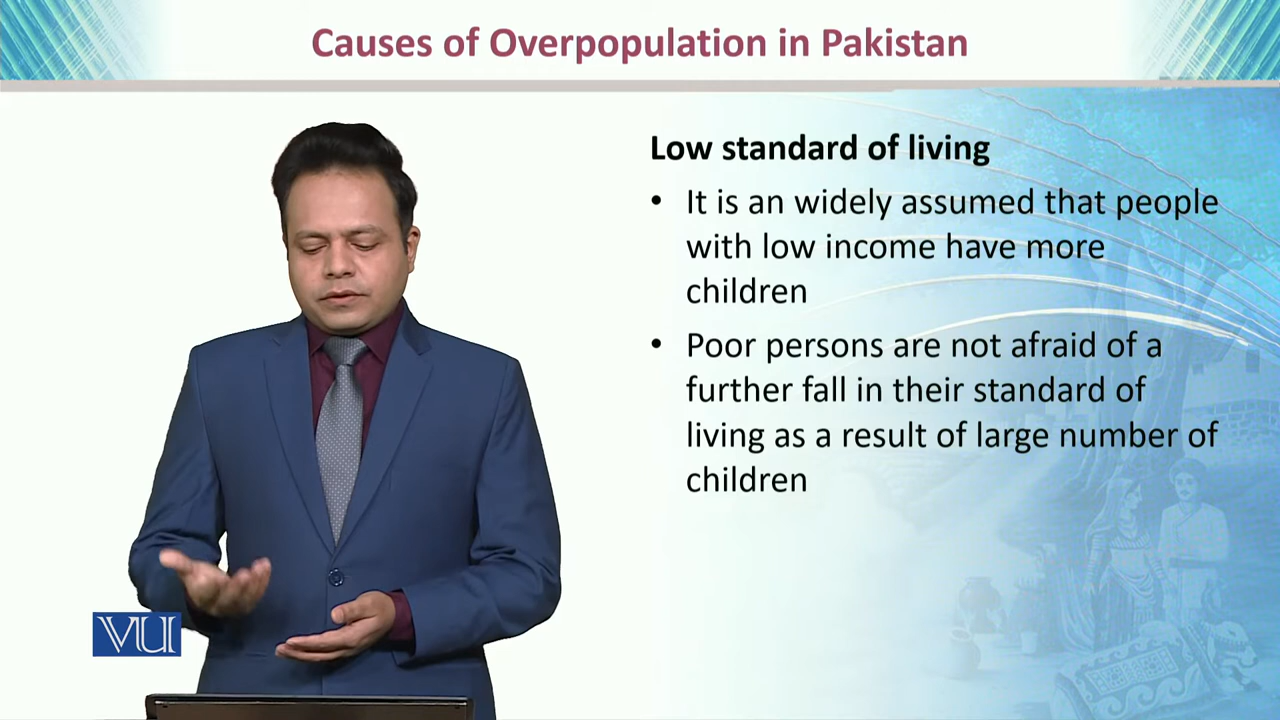 Causes of Overpopulation in Pakistan
Low standard of living
• It is an widely assumed that people
with low income have more
children
• Poor persons are not afraid of a
further fall in their standard of
living as a result of large number of
children
VU